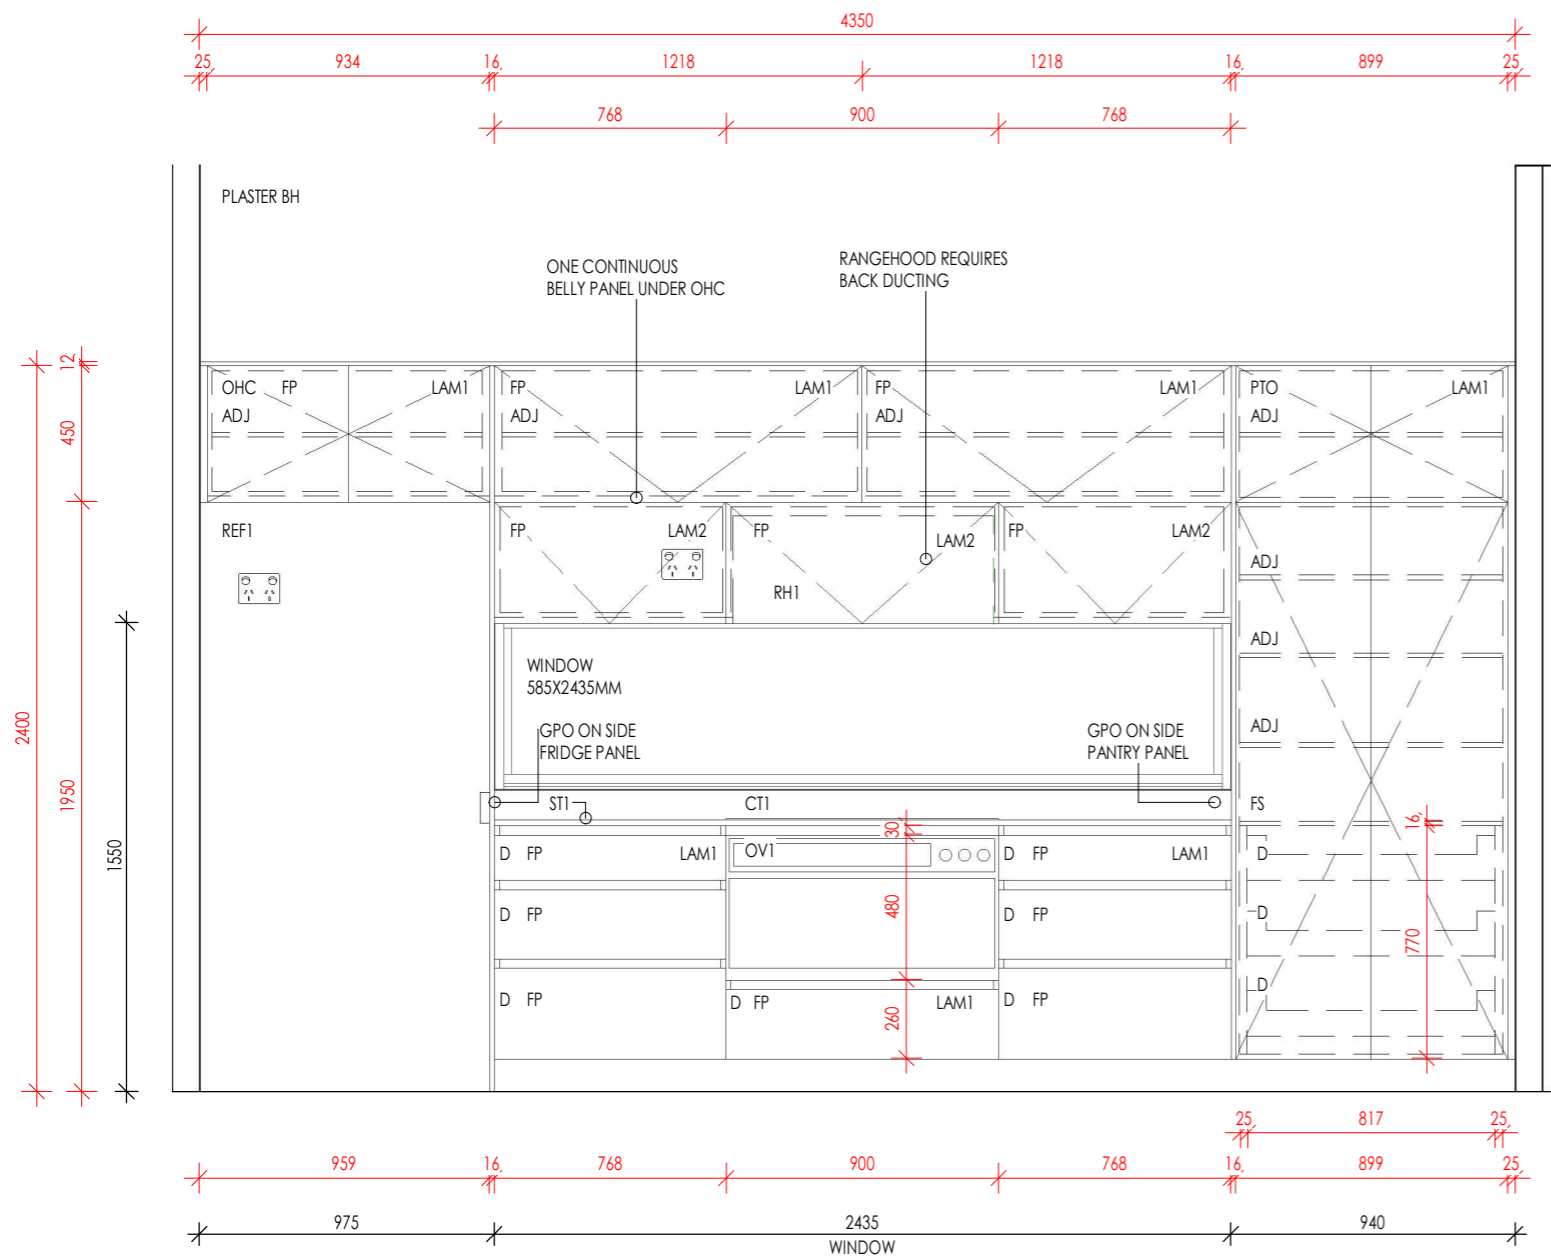 4350
25, 934 16, 1218 1218 16, 899 25,
768 900 768
PLASTER BH
ONE CONTINUOUS
BELLY PANEL UNDER OHC
RANGEHOOD REQUIRES
BACK DUCTING
12,
OHC FP LAM1 FP LAM1 FP LAM1 PTO LAM1
ADJ ADJ ADJ ADJ
450
REF1 FP LAM2 FP LAM2 FP LAM2
ADJ
RH1
ADJ
WINDOW
585X2435MM
2400
1950
1550
GPO ON SIDE
FRIDGE PANEL
GPO ON SIDE
PANTRY PANEL
ADJ
ST1 CT1 FS
30
16,
D FP LAM1 OV1 D FP LAM1 D
480
D FP D FP D
770
D FP D FP LAM1 D FP D
260
25, 817 25,
959 16, 768 900 768 16, 899 25,
975 2435 940
WINDOW